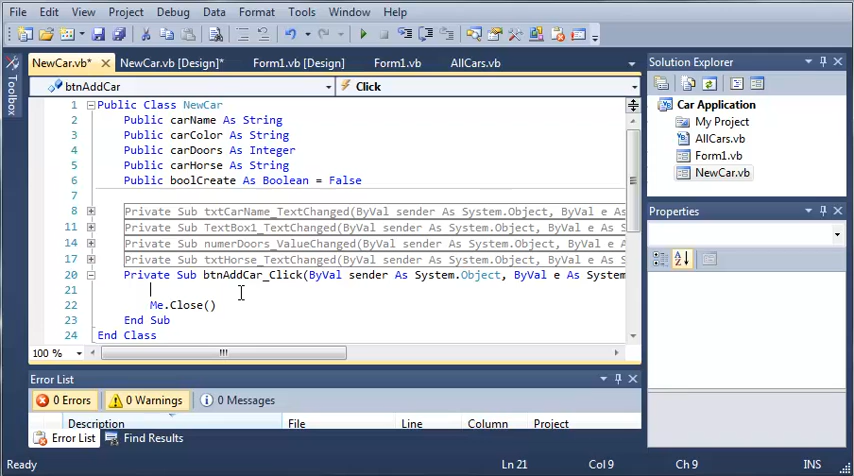 File Edit View Project Debug Data Format Tools Window Help
NewCar.vb* NewCar.vb [Design]* Form1.vb [Design] Form1.vb AllCars.vb
Toolbox
btnAddCar Click
1 Public Class NewCar
2 Public carName As String
3 Public carColor As String
4 Public carDoors As Integer
5 Public carHorse As String
6 Public boolCreate As Boolean = False
7
8 Private Sub txtCarName_TextChanged(ByVal sender As System.Object, ByVal e As
11 Private Sub TextBox1_TextChanged(ByVal sender As System.Object, ByVal e As Sy
14 Private Sub numerDoors_ValueChanged(ByVal sender As System.Object, ByVal e As
17 Private Sub txtHorse_TextChanged(ByVal sender As System.Object, ByVal e As Sy
20 Private Sub btnAddCar_Click(ByVal sender As System.Object, ByVal e As System
21
22 Me.Close()
23 End Sub
24 End Class
100 %
Solution Explorer
Car Application
My Project
AllCars.vb
Form1.vb
NewCar.vb
Properties
Error List
0 Errors 0 Warnings 0 Messages
Description File Line Column Project
Error List Find Results
Ready Ln 21 Col 9 Ch 9 INS